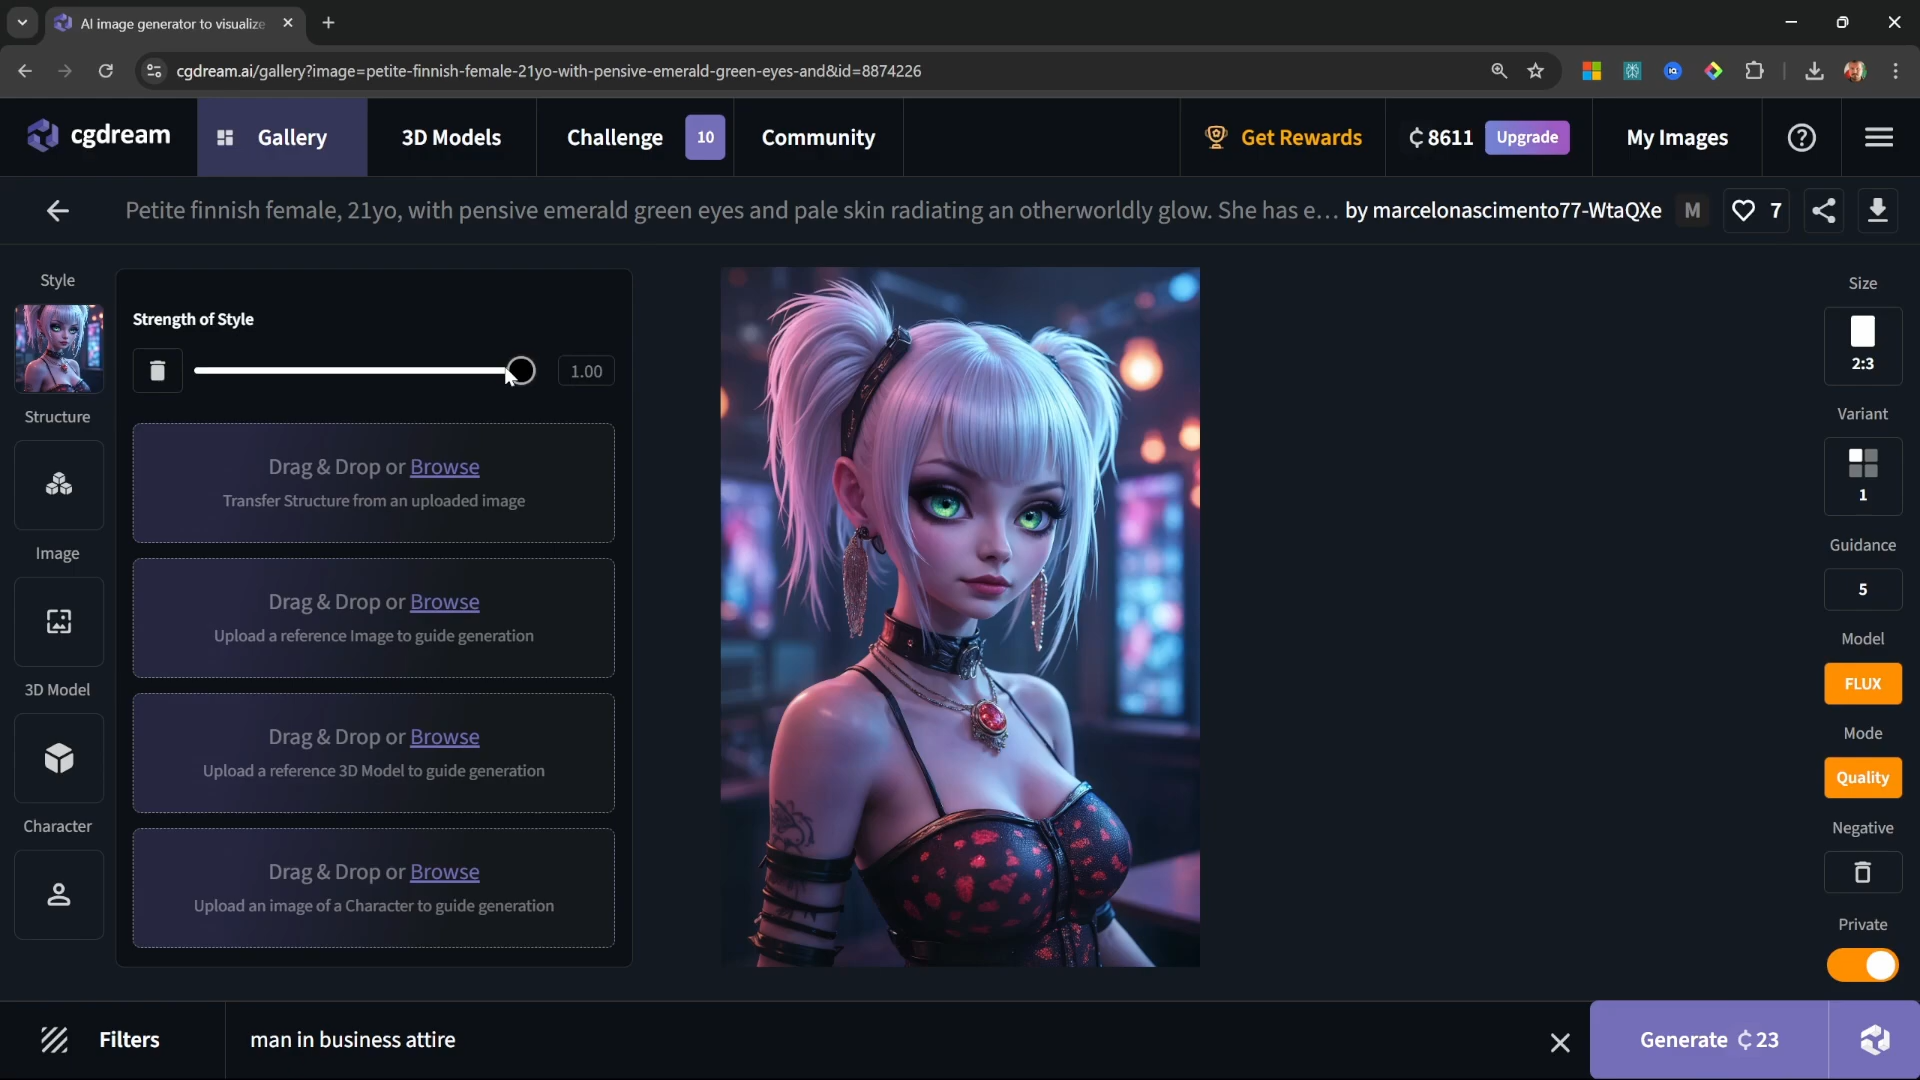 AI image generator to visualize
cgdream.ai/gallery?image=petite-finnish-female-21yo-with-pensive-emerald-green-eyes-and&id=8874226
cgdream
Gallery
3D Models
Challenge
10
Community
Get Rewards
₵ 8611
Upgrade
My Images
Petite finnish female, 21yo, with pensive emerald green eyes and pale skin radiating an otherworldly glow. She has e... by marcelonascimento77-WtaQXe
M
7
Style
Structure
Image
3D Model
Character
Strength of Style
1.00
Drag & Drop or Browse
Transfer Structure from an uploaded image
Drag & Drop or Browse
Upload a reference Image to guide generation
Drag & Drop or Browse
Upload a reference 3D Model to guide generation
Drag & Drop or Browse
Upload an image of a Character to guide generation
Size
2:3
Variant
1
Guidance
5
Model
FLUX
Mode
Quality
Negative
Private
Filters
man in business attire
Generate ₵ 23